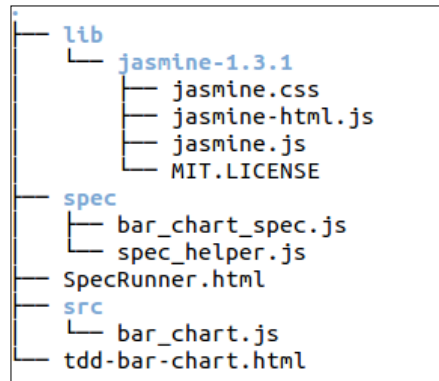 .
├── lib
│   └── jasmine-1.3.1
│       ├── jasmine.css
│       ├── jasmine-html.js
│       ├── jasmine.js
│       └── MIT.LICENSE
├── spec
│   ├── bar_chart_spec.js
│   └── spec_helper.js
├── SpecRunner.html
├── src
│   └── bar_chart.js
└── tdd-bar-chart.html